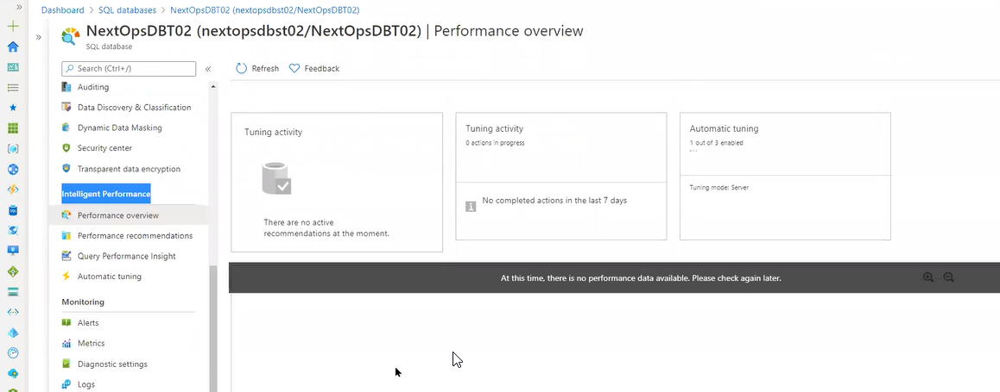 Dashboard > SQL databases > NextOpsDBT02 (nextopsdbst02/NextOpsDBT02)
NextOpsDBT02 (nextopsdbst02/NextOpsDBT02) | Performance overview
SQL database
Search (Ctrl+/)
Refresh
Feedback
Auditing
Data Discovery & Classification
Dynamic Data Masking
Security center
Transparent data encryption
Intelligent Performance
Performance overview
Performance recommendations
Query Performance Insight
Automatic tuning
Monitoring
Alerts
Metrics
Diagnostic settings
Logs
Tuning activity
There are no active
recommendations at the moment.
Tuning activity
0 actions in progress
No completed actions in the last 7 days
Automatic tuning
1 out of 3 enabled
Tuning mode: Server
At this time, there is no performance data available. Please check again later.